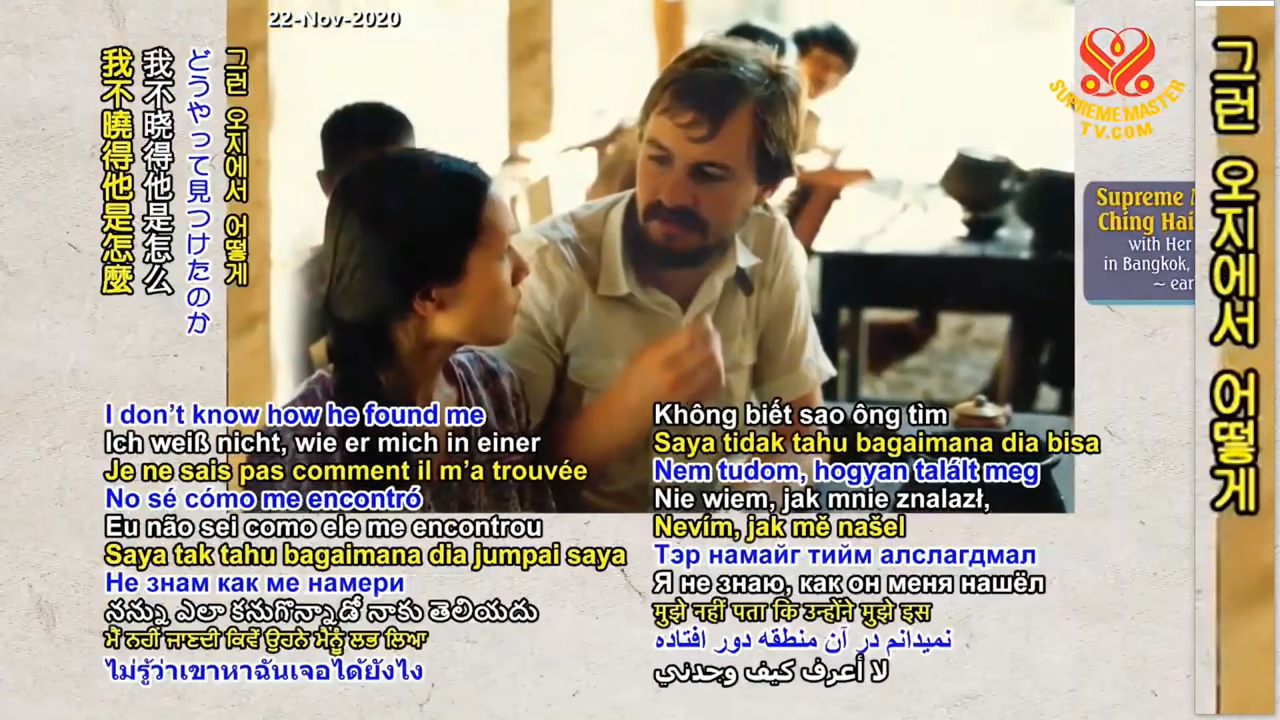 22-Nov-2020
SUPREME MASTER
TV.COM
그런 오지에서 어떻게
どうやって見つけたのか
我不晓得他是怎么
我不曉得他是怎麼
그런 오지에서 어떻게
Supreme
Ching Hai
with Her
in Bangkok,
~ ear
I don’t know how he found me
Ich weiß nicht, wie er mich in einer
Je ne sais pas comment il m’a trouvée
No sé cómo me encontró
Eu não sei como ele me encontrou
Saya tak tahu bagaimana dia jumpai saya
Не знам как ме намери
నన్ను ఎలా కనుగొన్నాడో నాకు తెలియదు
ਮੈਂ ਨਹੀਂ ਜਾਣਦੀ ਕਿਵੇਂ ਉਹਨੇ ਮੈਨੂੰ ਲਭ ਲਿਆ
ไม่รู้ว่าเขาหาฉันเจอได้ยังไง
Không biết sao ông tìm
Saya tidak tahu bagaimana dia bisa
Nem tudom, hogyan talált meg
Nie wiem, jak mnie znalazł,
Nevím, jak mě našel
Тэр намайг тийм алслагдмал
Я не знаю, как он меня нашёл
मुझे नहीं पता कि उन्होंने मुझे इस
نمیدانم در آن منطقه دور افتاده
لا أعرف كيف وجدني